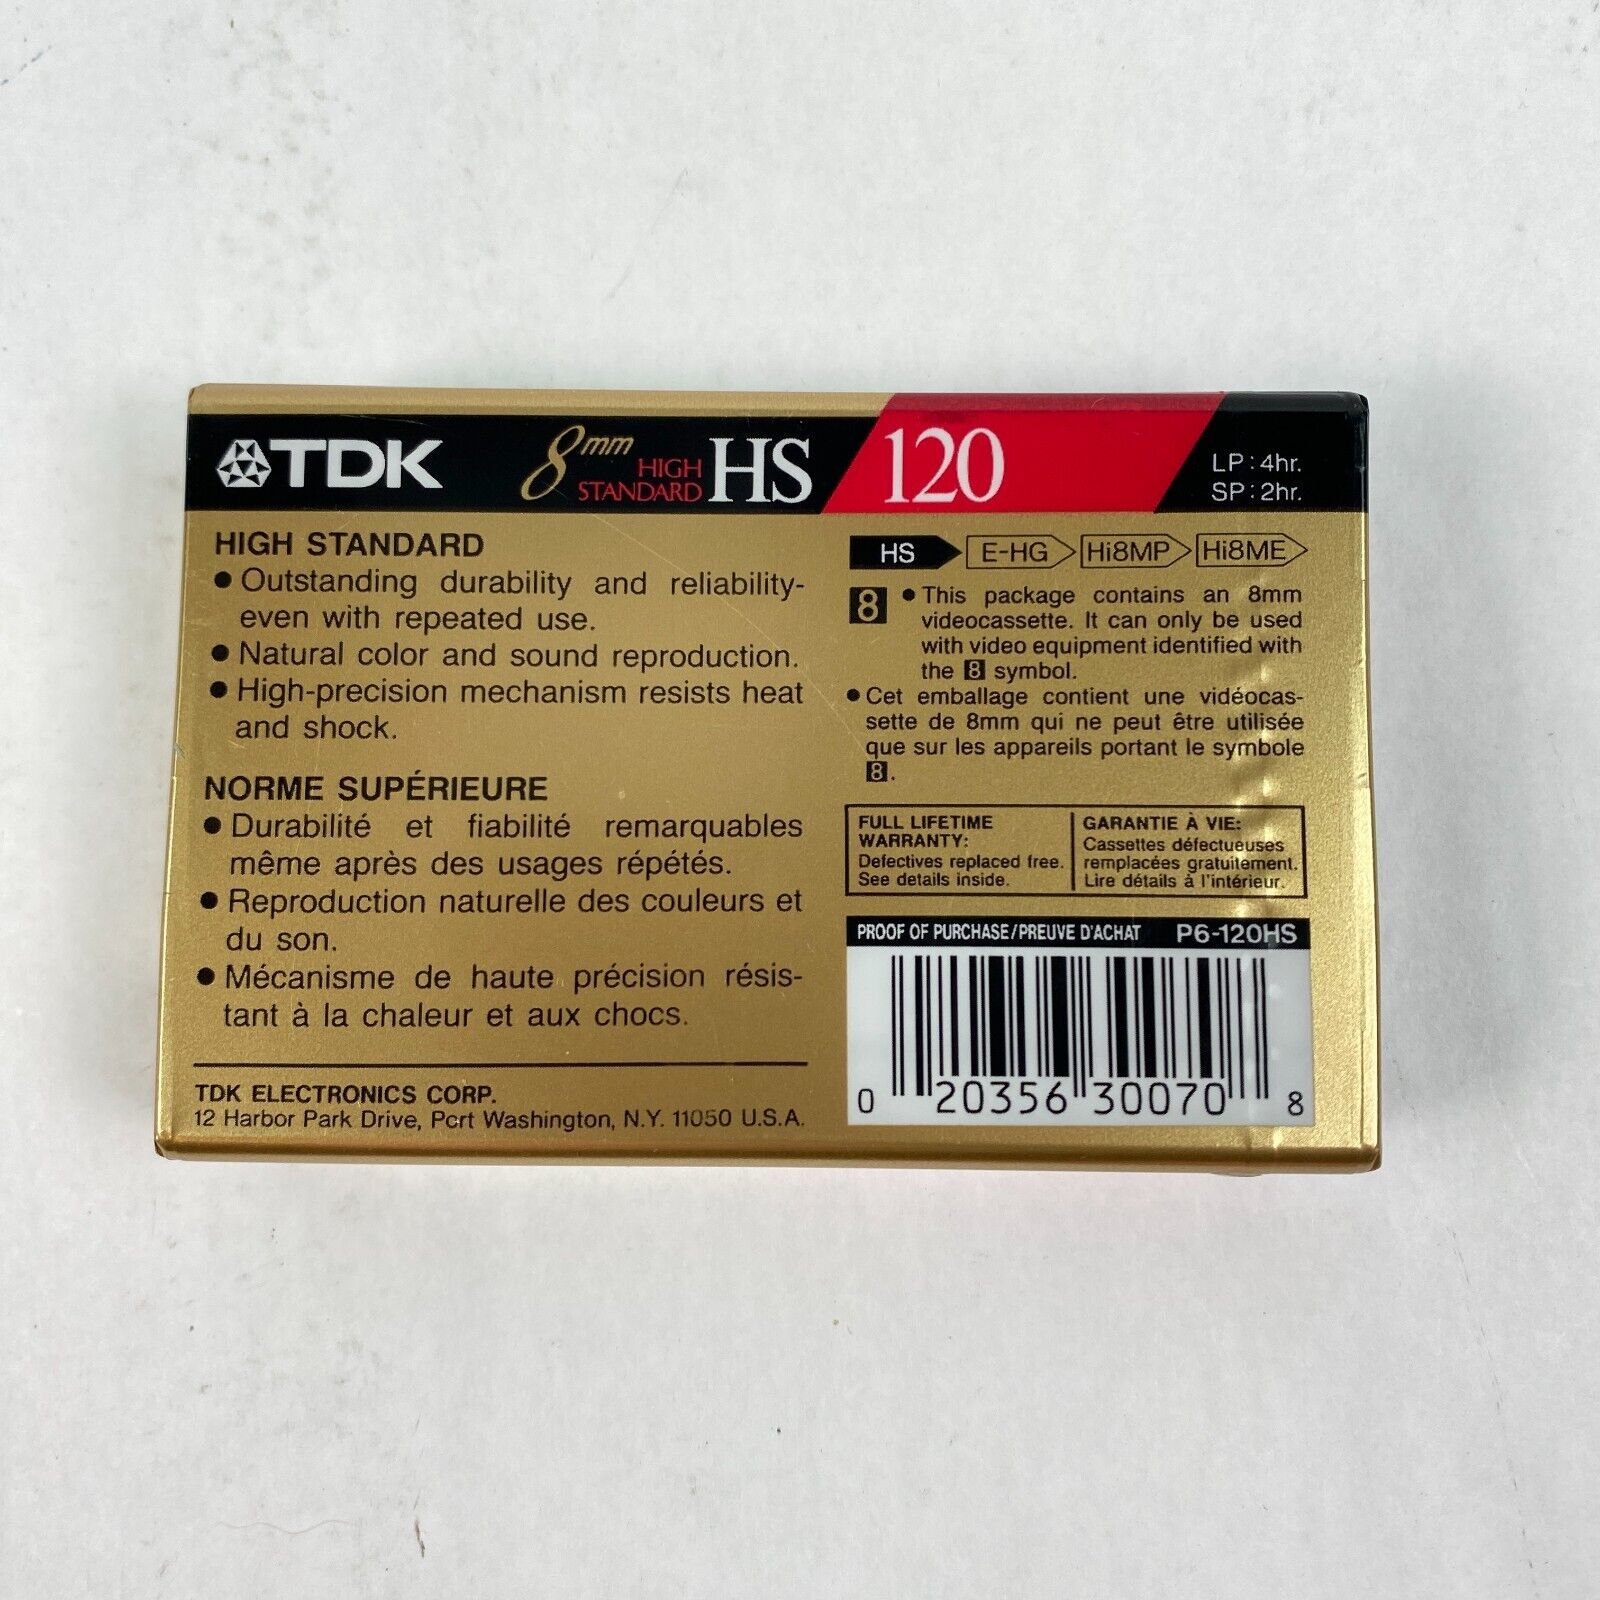 TDK 8mm HIGH STANDARD HS 120 LP:4hr. SP:2hr.
HIGH STANDARD
● Outstanding durability and reliability-
even with repeated use.
● Natural color and sound reproduction.
● High-precision mechanism resists heat
and shock.
NORME SUPÉRIEURE
● Durabilité et fiabilité remarquables
même après des usages répétés.
● Reproduction naturelle des couleurs et
du son.
● Mécanisme de haute précision résis-
tant à la chaleur et aux chocs.
TDK ELECTRONICS CORP.
12 Harbor Park Drive, Port Washington, N.Y. 11050 U.S.A.
HS E-HG Hi8MP Hi8ME
8 ● This package contains an 8mm
videocassette. It can only be used
with video equipment identified with
the 8 symbol.
● Cet emballage contient une vidéocas-
sette de 8mm qui ne peut être utilisée
que sur les appareils portant le symbole
8.
FULL LIFETIME
WARRANTY:
Defectives replaced free.
See details inside.
GARANTIE À VIE:
Cassettes défectueuses
remplacées gratuitement.
Lire détails à l'intérieur.
PROOF OF PURCHASE/PREUVE D'ACHAT P6-120HS
0 20356 30070 8